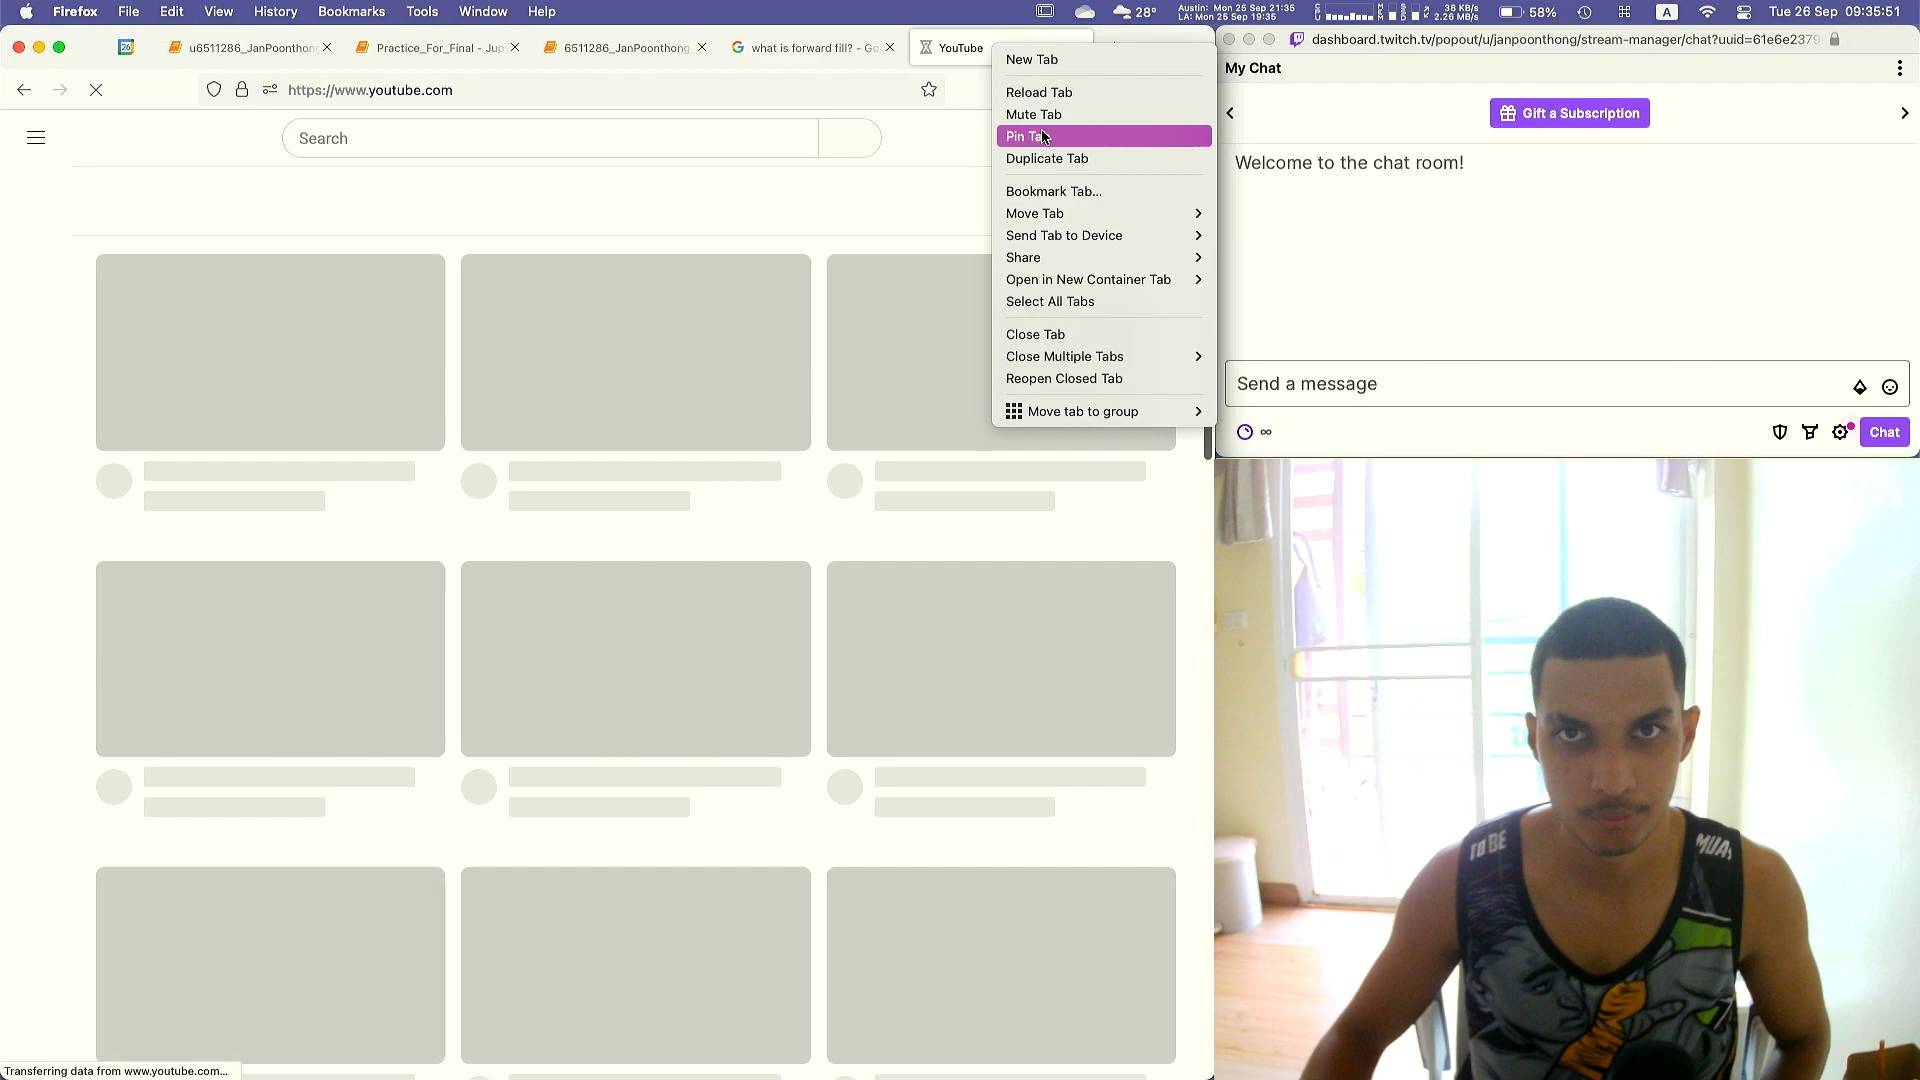 Firefox File Edit View History Bookmarks Tools Window Help
28°
Austin: Mon 25 Sep 21:35
LA: Mon 25 Sep 19:35
38 KB/s
2.26 MB/s
58%
A
Tue 26 Sep 09:35:51
26
u6511286_JanPoonthong
Practice_For_Final - Jup
6511286_JanPoonthong
what is forward fill? - Go
YouTube
https://www.youtube.com
Search
New Tab
Reload Tab
Mute Tab
Pin Ta
Duplicate Tab
Bookmark Tab...
Move Tab
Send Tab to Device
Share
Open in New Container Tab
Select All Tabs
Close Tab
Close Multiple Tabs
Reopen Closed Tab
Move tab to group
Transferring data from www.youtube.com...
dashboard.twitch.tv/popout/u/janpoonthong/stream-manager/chat?uuid=61e6e2379
My Chat
Gift a Subscription
Welcome to the chat room!
Send a message
∞
Chat
TO BE
MUA